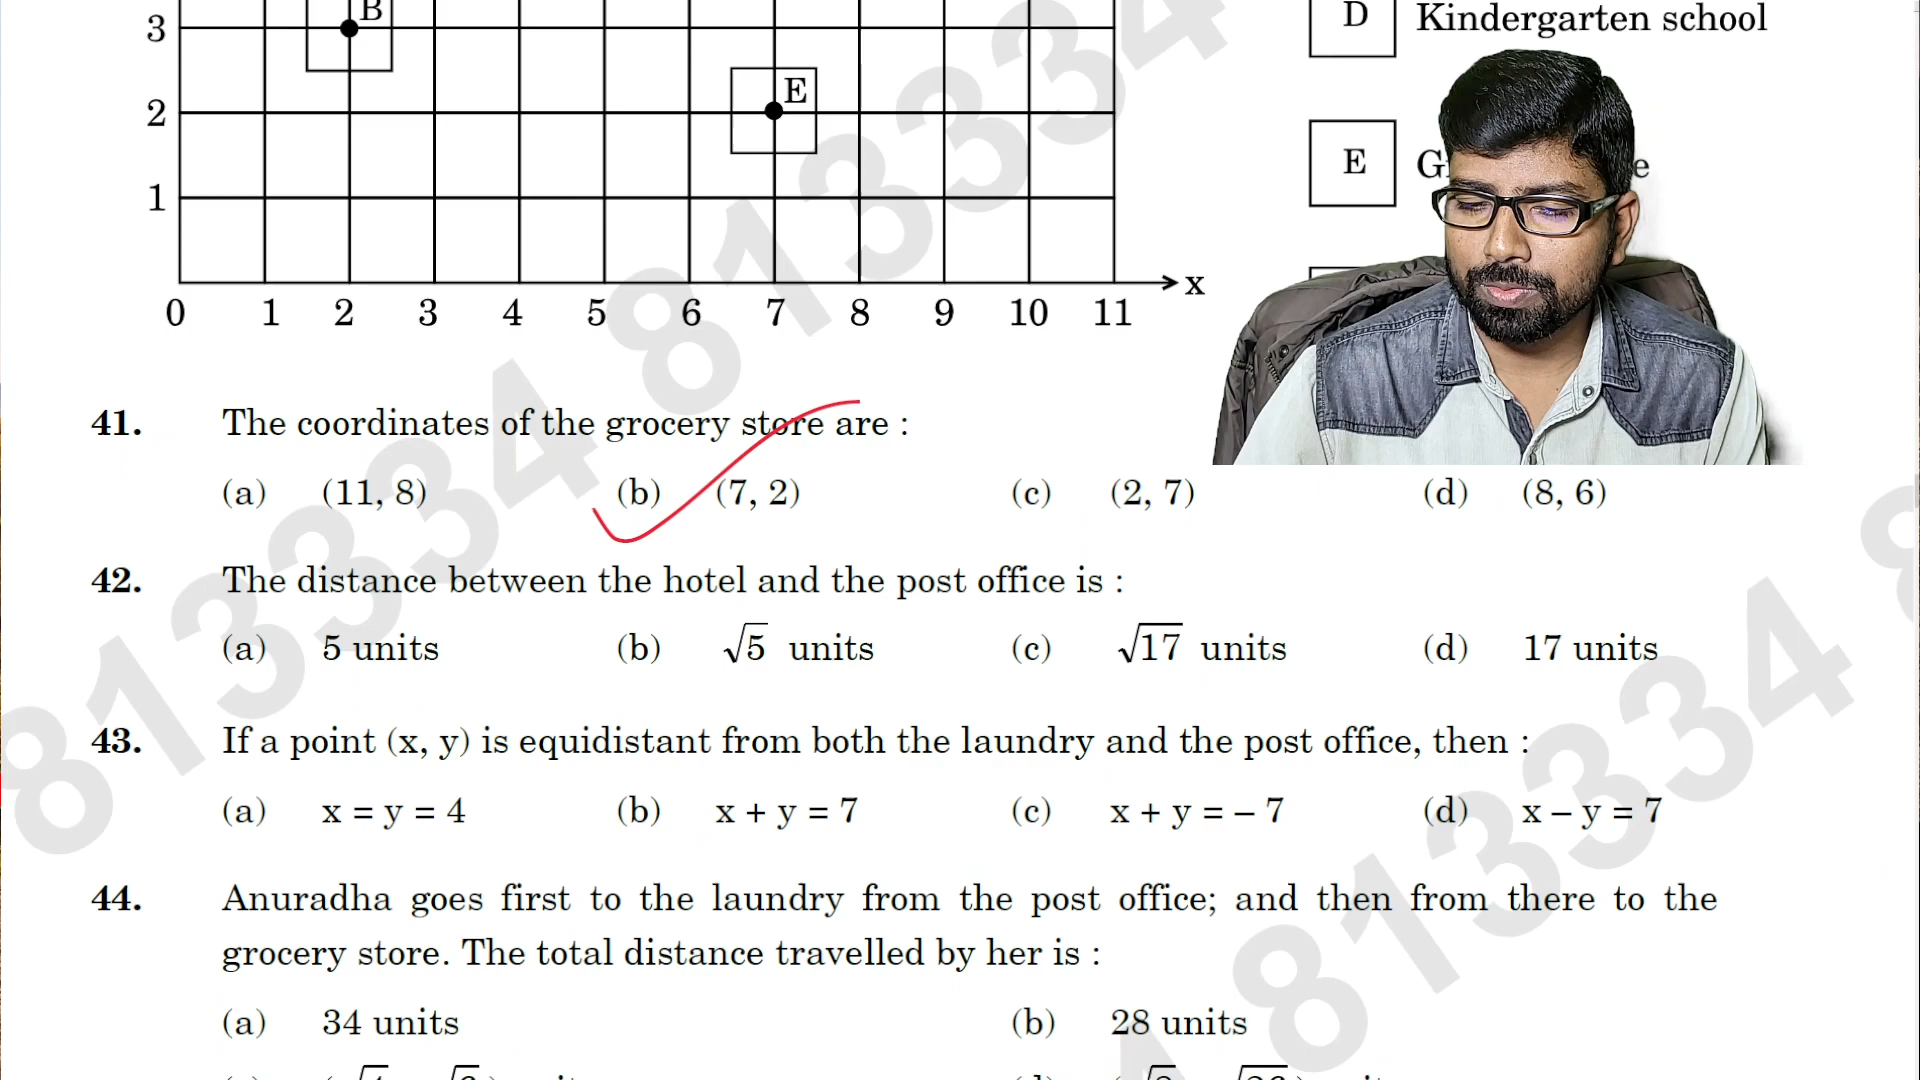 3
B
D
Kindergarten school
E
2
E
1
x
0 1 2 3 4 5 6 7 8 9 10 11
41. The coordinates of the grocery store are :
(a) (11, 8) (b) (7, 2) (c) (2, 7) (d) (8, 6)
42. The distance between the hotel and the post office is :
(a) 5 units (b) √5 units (c) √17 units (d) 17 units
43. If a point (x, y) is equidistant from both the laundry and the post office, then :
(a) x = y = 4 (b) x + y = 7 (c) x + y = – 7 (d) x – y = 7
44. Anuradha goes first to the laundry from the post office; and then from there to the
grocery store. The total distance travelled by her is :
(a) 34 units (b) 28 units
81334
81334
81334
81334